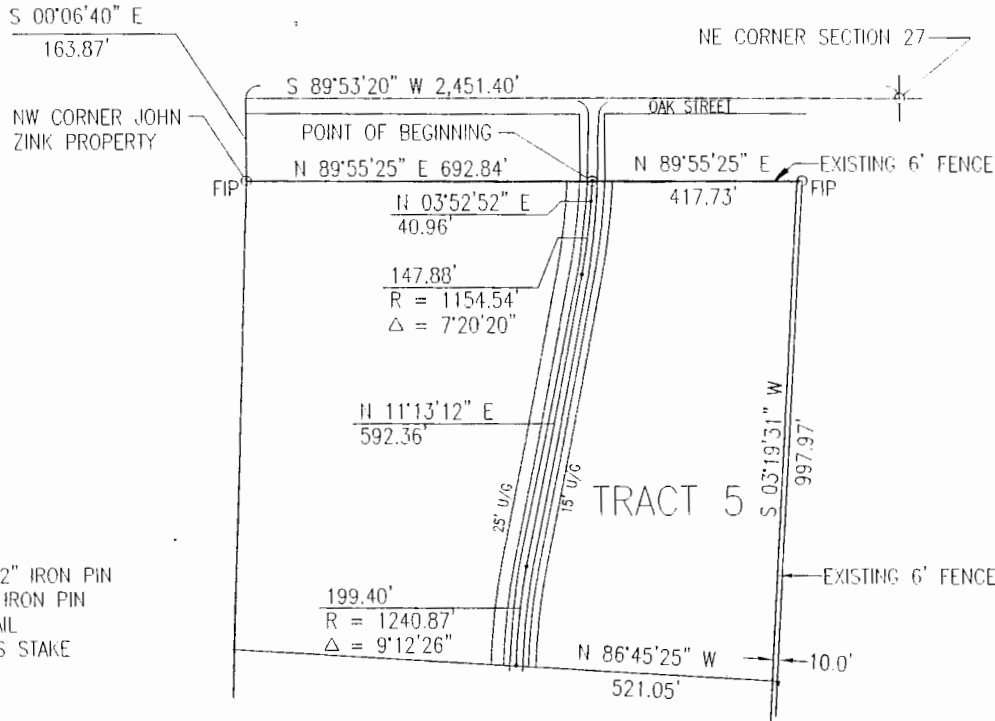 S 00°06'40" E
163.87'
NE CORNER SECTION 27
S 89°53'20" W 2,451.40'
OAK STREET
NW CORNER JOHN
ZINK PROPERTY
POINT OF BEGINNING
N 89°55'25" E 692.84'
N 89°55'25" E
417.73'
EXISTING 6' FENCE
FIP
FIP
N 03°52'52" E
40.96'
147.88'
R = 1154.54'
Δ = 7°20'20"
N 11°13'12" E
592.36'
25' U/G
15' U/G
TRACT 5
S 03°19'31" W
997.97'
EXISTING 6' FENCE
2" IRON PIN
IRON PIN
AIL
S STAKE
199.40'
R = 1240.87'
Δ = 9°12'26"
N 86°45'25" W
521.05'
10.0'